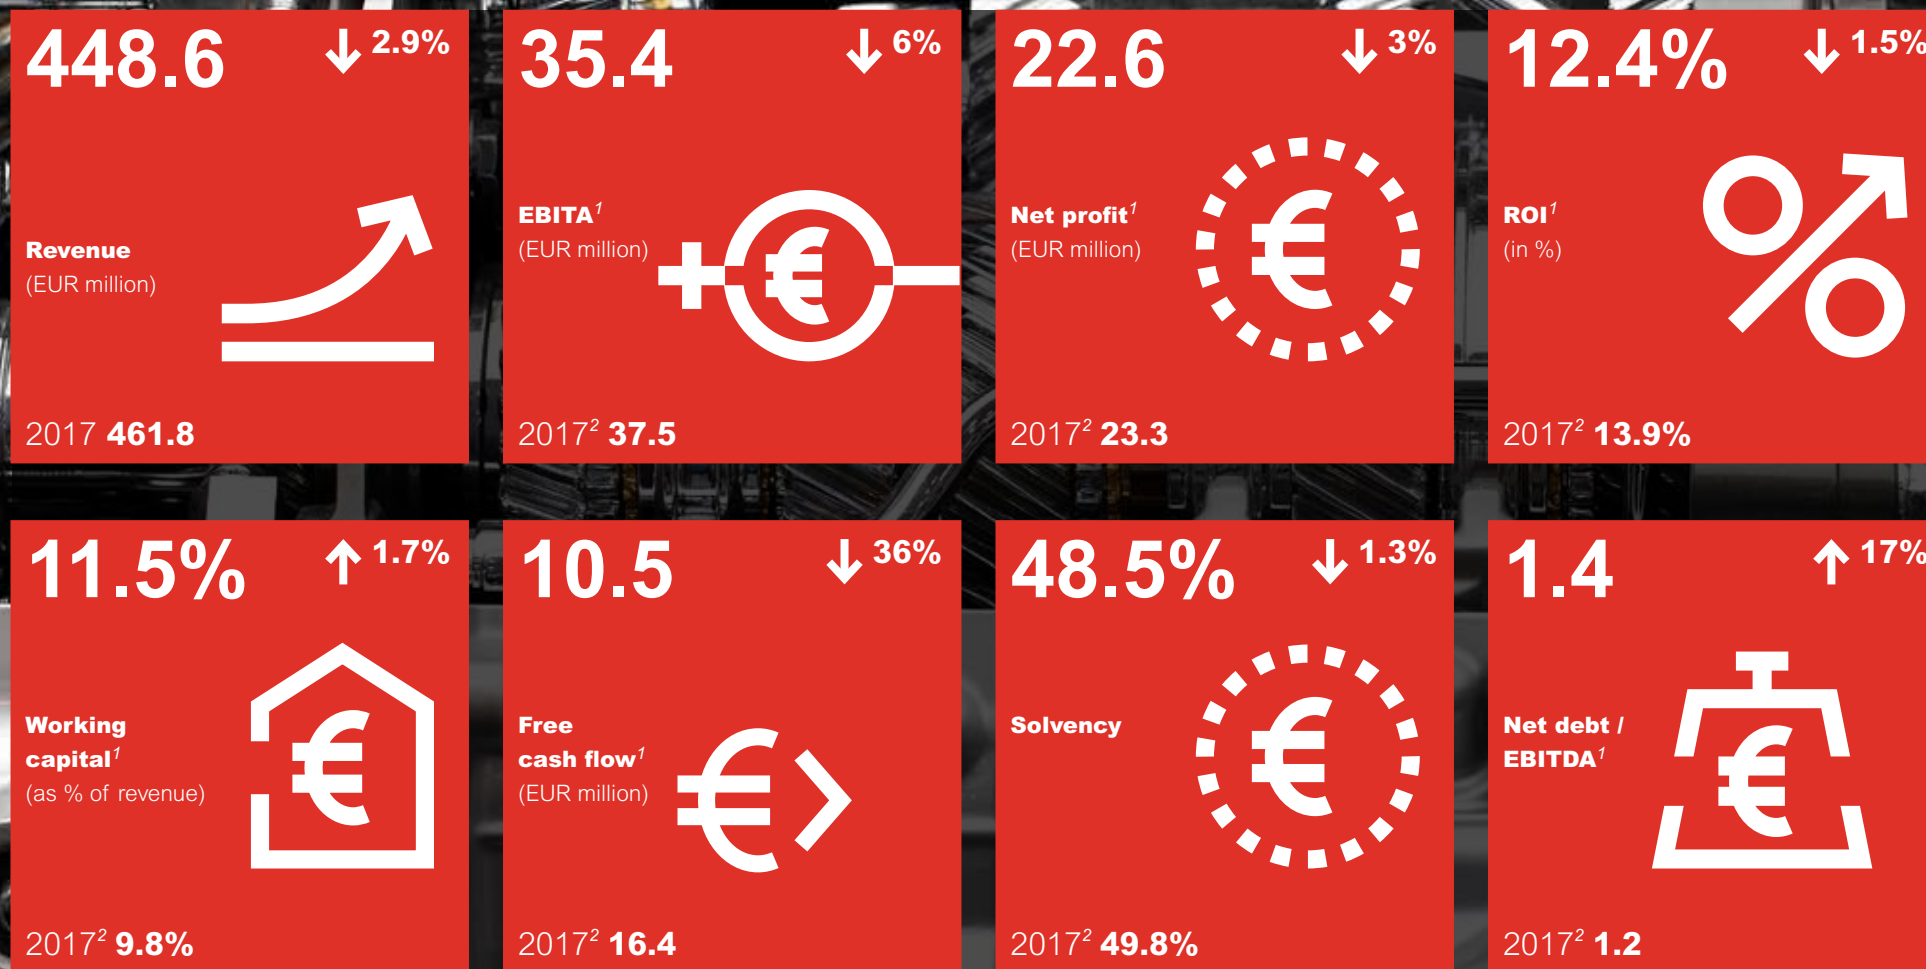 448.6 ↓ 2.9%
Revenue
(EUR million)
2017 461.8
35.4 ↓ 6%
EBITA¹
(EUR million)
2017² 37.5
22.6 ↓ 3%
Net profit¹
(EUR million)
2017² 23.3
12.4% ↓ 1.5%
ROI¹
(in %)
2017² 13.9%
11.5% ↑ 1.7%
Working
capital¹
(as % of revenue)
2017² 9.8%
10.5 ↓ 36%
Free
cash flow¹
(EUR million)
2017² 16.4
48.5% ↓ 1.3%
Solvency
2017² 49.8%
1.4 ↑ 17%
Net debt /
EBITDA¹
2017² 1.2